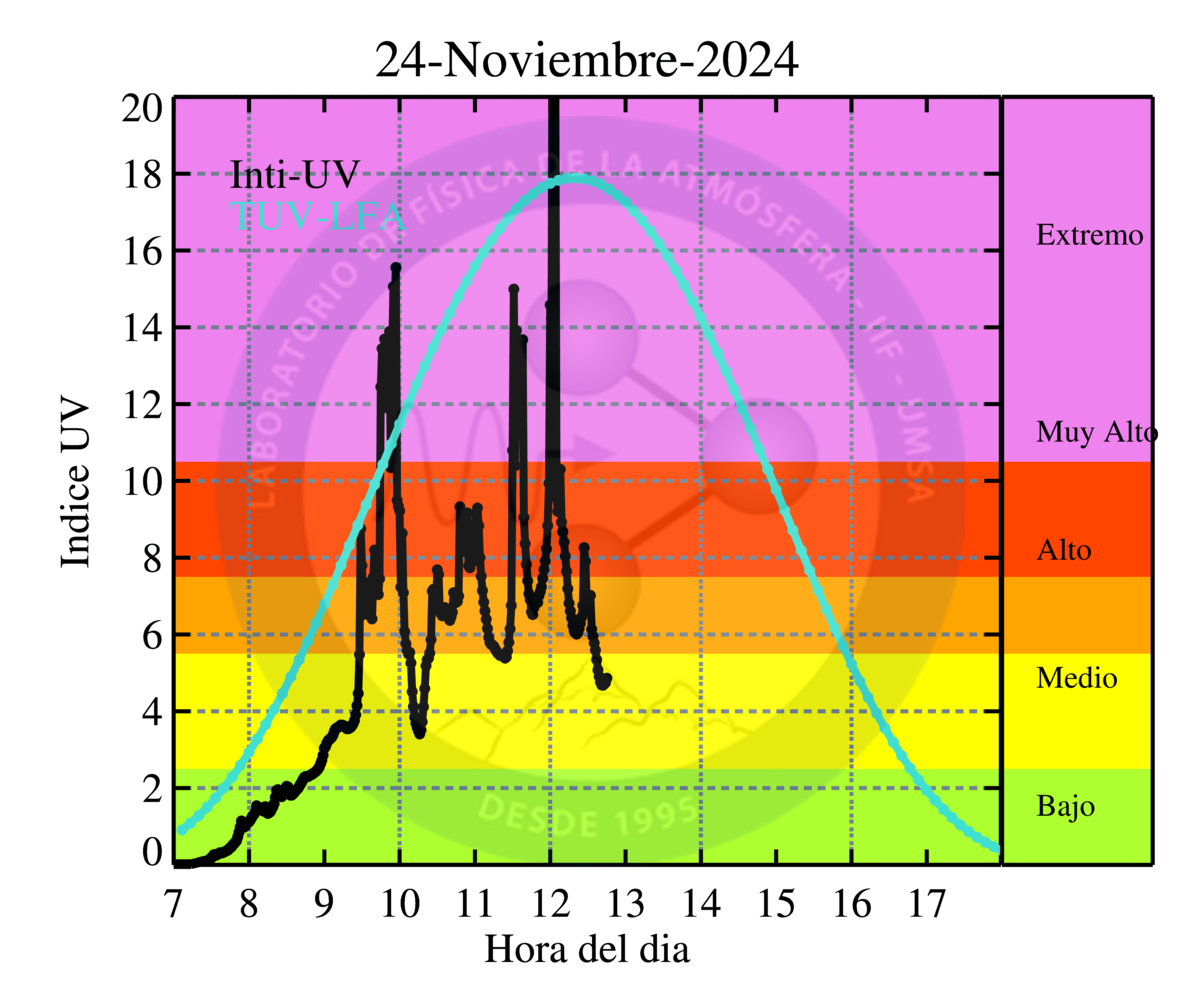 24-Noviembre-2024
Indice UV
20
18
16
14
12
10
8
6
4
2
0
Inti-UV
TUV-LFA
LABORATORIO DE FÍSICA DE LA ATMÓSFERA - IIF - UMSA
DESDE 1995
Extremo
Muy Alto
Alto
Medio
Bajo
7 8 9 10 11 12 13 14 15 16 17
Hora del dia